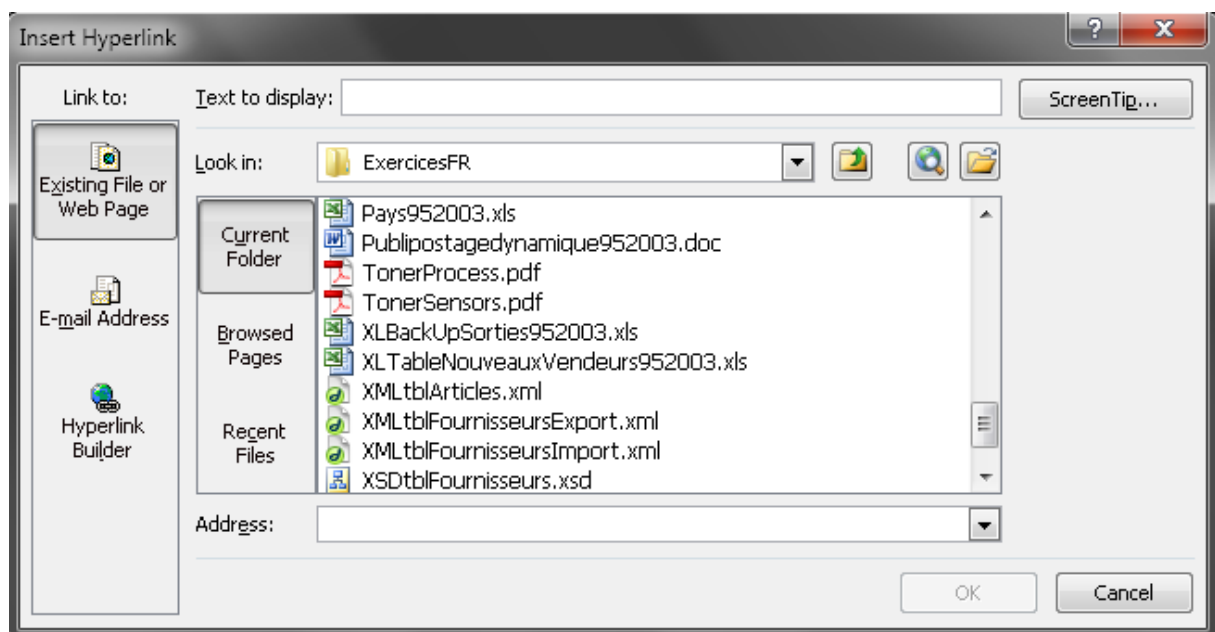 Insert Hyperlink
?
X
Link to:
Text to display:
ScreenTip...
Existing File or
Web Page
Look in:
ExercicesFR
Current
Folder
Pays952003.xls
Publipostagedynamique952003.doc
TonerProcess.pdf
TonerSensors.pdf
XLBackUpSorties952003.xls
XLTableNouveauxVendeurs952003.xls
XMLtblArticles.xml
XMLtblFournisseursExport.xml
XMLtblFournisseursImport.xml
XSDtblFournisseurs.xsd
E-mail Address
Browsed
Pages
Hyperlink
Builder
Recent
Files
Address:
OK
Cancel